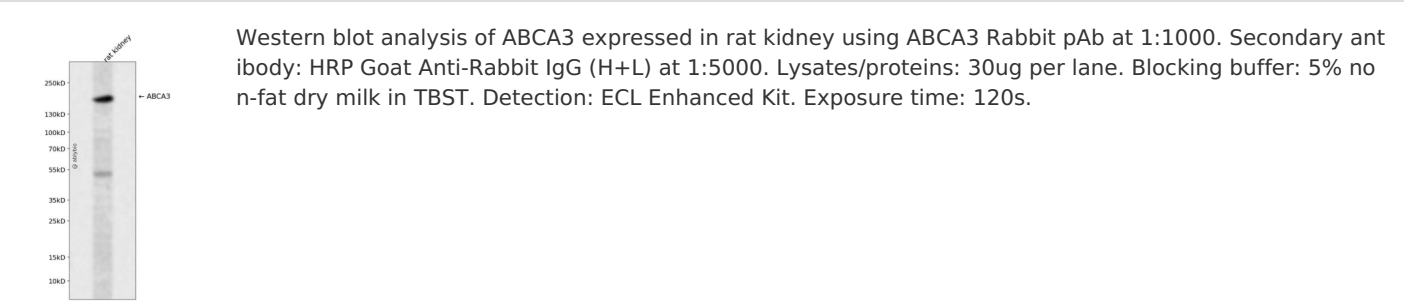 rat kidney
Western blot analysis of ABCA3 expressed in rat kidney using ABCA3 Rabbit pAb at 1:1000. Secondary ant
ibody: HRP Goat Anti-Rabbit IgG (H+L) at 1:5000. Lysates/proteins: 30ug per lane. Blocking buffer: 5% no
n-fat dry milk in TBST. Detection: ECL Enhanced Kit. Exposure time: 120s.
250kD
← ABCA3
130kD
100kD
70kD
55kD
35kD
25kD
15kD
10kD
@ abybio